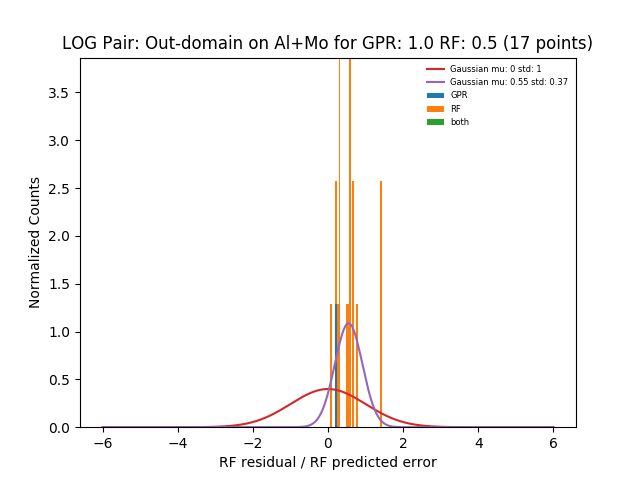 LOG Pair: Out-domain on Al+Mo for GPR: 1.0 RF: 0.5 (17 points)
Gaussian mu: 0 std: 1
Gaussian mu: 0.55 std: 0.37
GPR
RF
both
Normalized Counts
3.5
3.0
2.5
2.0
1.5
1.0
0.5
0.0
−6 −4 −2 0 2 4 6
RF residual / RF predicted error